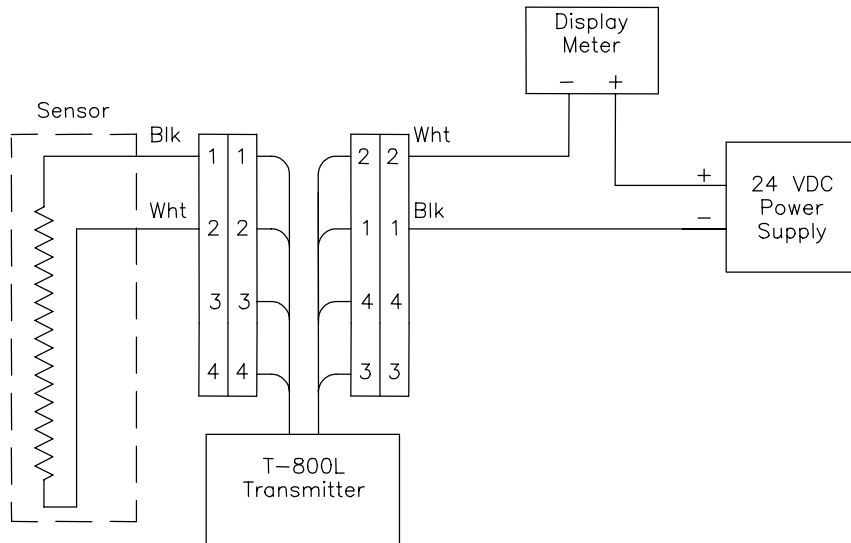 Display
Meter
− +
Sensor
Blk
Wht
1 1
2 2
3 3
4 4
Wht
Blk
2 2
1 1
4 4
3 3
+
−
24 VDC
Power
Supply
T−800L
Transmitter